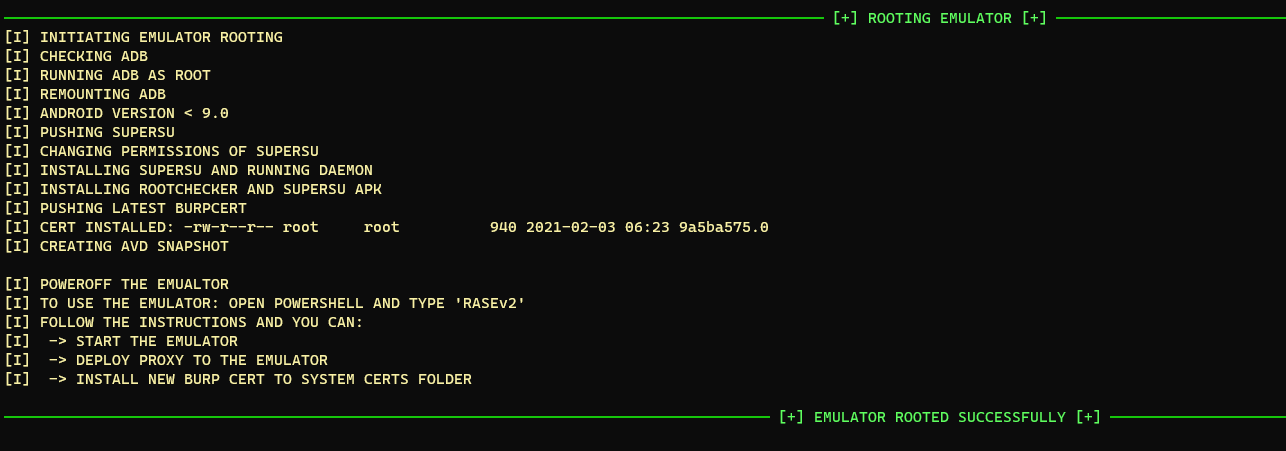 [+] ROOTING EMULATOR [+]
[I] INITIATING EMULATOR ROOTING
[I] CHECKING ADB
[I] RUNNING ADB AS ROOT
[I] REMOUNTING ADB
[I] ANDROID VERSION < 9.0
[I] PUSHING SUPERSU
[I] CHANGING PERMISSIONS OF SUPERSU
[I] INSTALLING SUPERSU AND RUNNING DAEMON
[I] INSTALLING ROOTCHECKER AND SUPERSU APK
[I] PUSHING LATEST BURPCERT
[I] CERT INSTALLED: -rw-r--r-- root     root          940 2021-02-03 06:23 9a5ba575.0
[I] CREATING AVD SNAPSHOT
[I] POWEROFF THE EMUALTOR
[I] TO USE THE EMULATOR: OPEN POWERSHELL AND TYPE 'RASEv2'
[I] FOLLOW THE INSTRUCTIONS AND YOU CAN:
[I]  -> START THE EMULATOR
[I]  -> DEPLOY PROXY TO THE EMULATOR
[I]  -> INSTALL NEW BURP CERT TO SYSTEM CERTS FOLDER
[+] EMULATOR ROOTED SUCCESSFULLY [+]